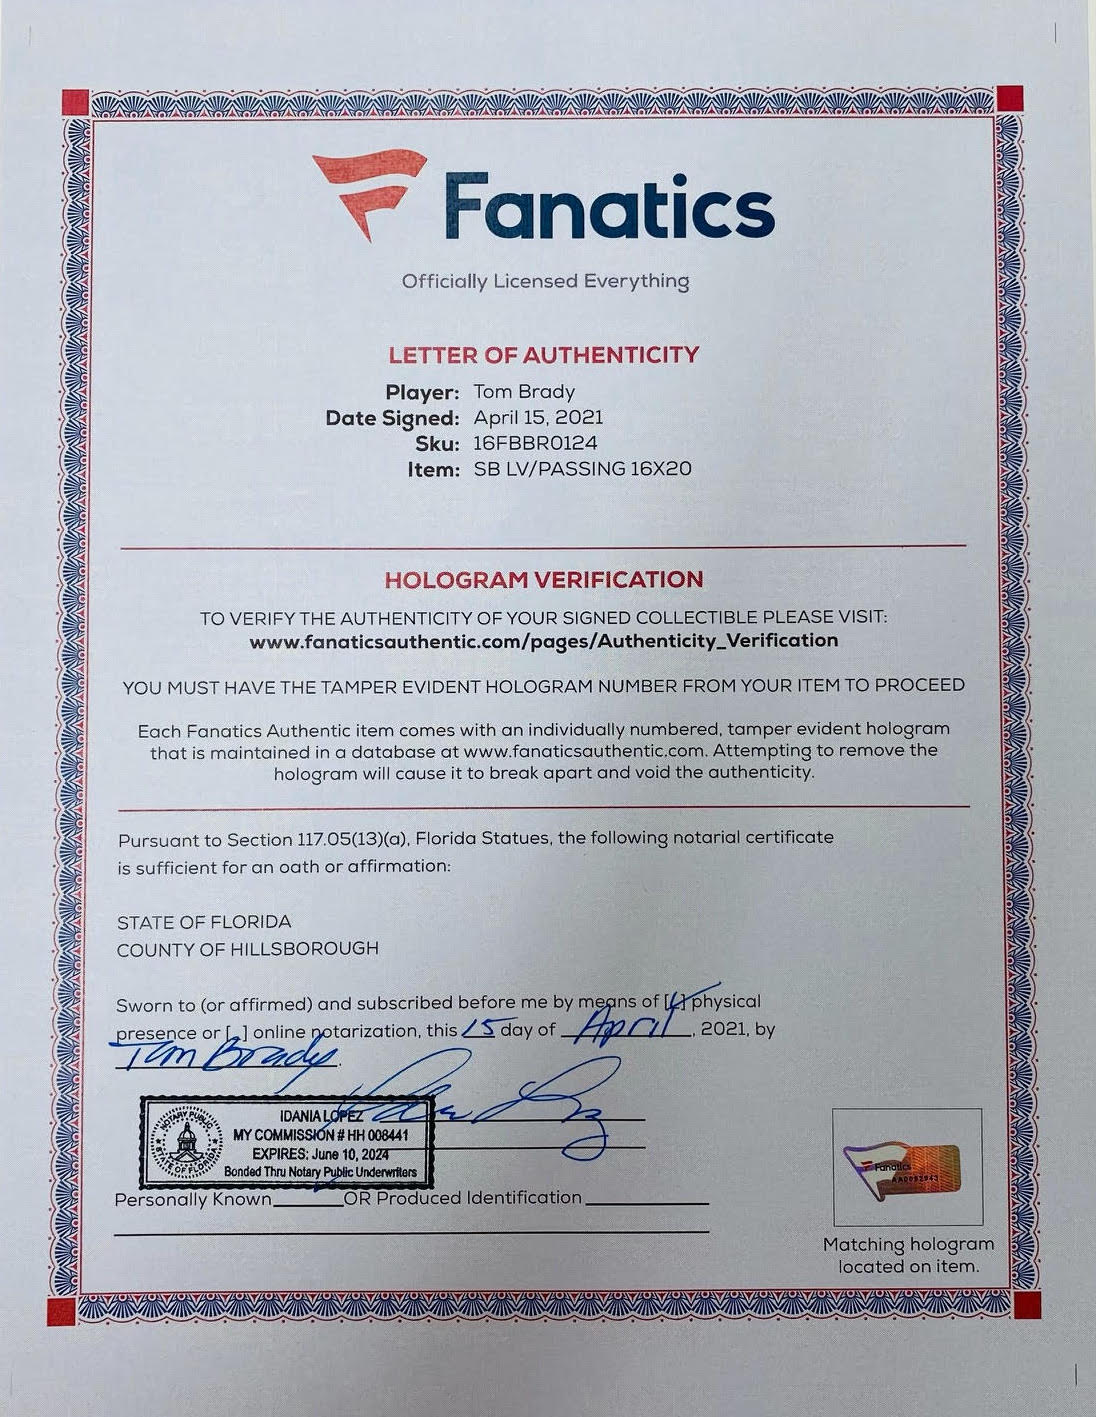 Fanatics
Officially Licensed Everything
LETTER OF AUTHENTICITY
Player: Tom Brady
Date Signed: April 15, 2021
Sku: 16FBBR0124
Item: SB LV/PASSING 16X20
HOLOGRAM VERIFICATION
TO VERIFY THE AUTHENTICITY OF YOUR SIGNED COLLECTIBLE PLEASE VISIT:
www.fanaticsauthentic.com/pages/Authenticity_Verification
YOU MUST HAVE THE TAMPER EVIDENT HOLOGRAM NUMBER FROM YOUR ITEM TO PROCEED
Each Fanatics Authentic item comes with an individually numbered, tamper evident hologram
that is maintained in a database at www.fanaticsauthentic.com. Attempting to remove the
hologram will cause it to break apart and void the authenticity.
Pursuant to Section 117.05(13)(a), Florida Statues, the following notarial certificate
is sufficient for an oath or affirmation:
STATE OF FLORIDA
COUNTY OF HILLSBOROUGH
Sworn to (or affirmed) and subscribed before me by means of [ ] physical
presence or [_] online notarization, this 15 day of April, 2021, by
Tom Brady.
NOTARY PUBLIC
STATE OF FLORIDA
IDANIA LOPEZ
MY COMMISSION # HH 008441
EXPIRES: June 10, 2024
Bonded Thru Notary Public Underwriters
Personally Known______OR Produced Identification__________
Fanatics
Matching hologram
located on item.